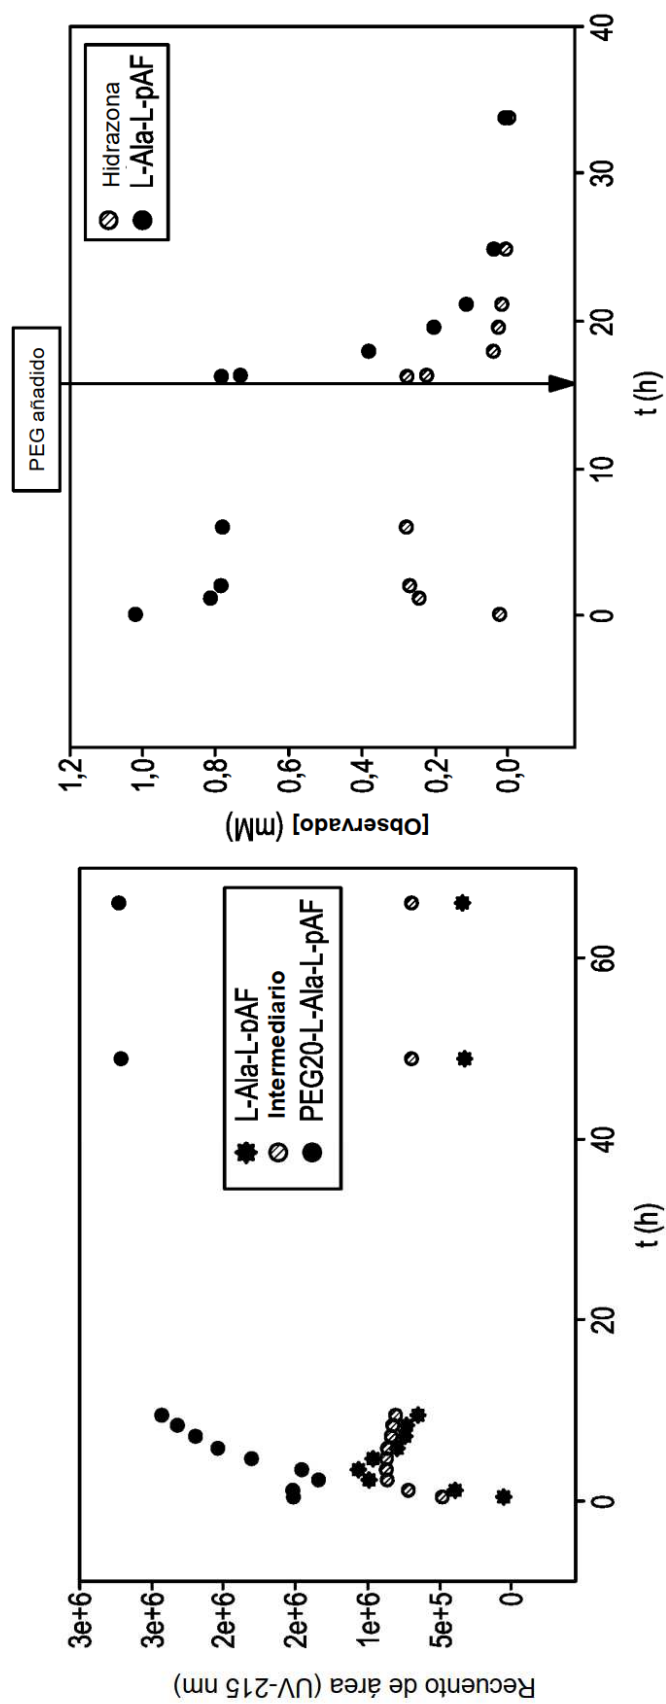 3e+6
3e+6
2e+6
2e+6
1e+6
5e+5
0
Recuento de área (UV-215 nm)
L-Ala-L-pAF
Intermediario
PEG20-L-Ala-L-pAF
0
20
40
60
t (h)
PEG añadido
1,2
1,0
0,8
0,6
0,4
0,2
0,0
[Observado] (mM)
Hidrazona
L-Ala-L-pAF
0
10
20
30
40
t (h)